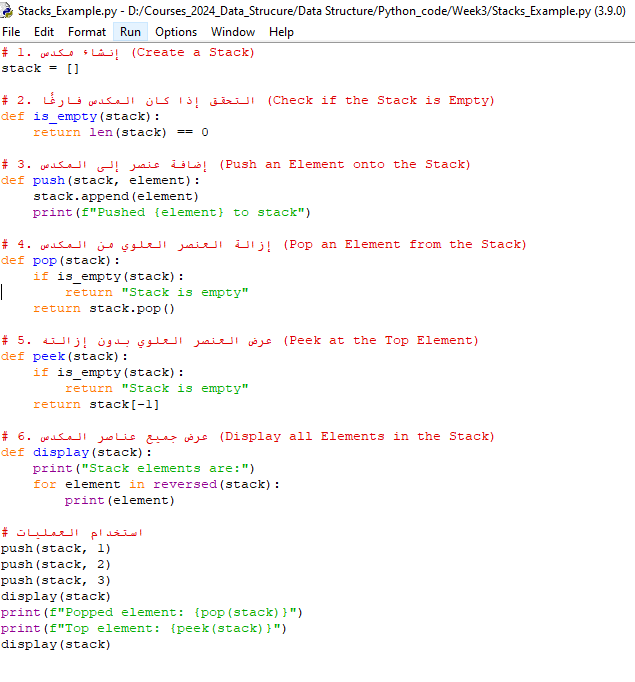 Stacks_Example.py - D:/Courses_2024_Data_Strucure/Data Structure/Python_code/Week3/Stacks_Example.py (3.9.0)
File Edit Format Run Options Window Help
# 1. إنشاء مكدس (Create a Stack)
stack = []
# 2. التحقق إذا كان المكدس فارغًا (Check if the Stack is Empty)
def is_empty(stack):
    return len(stack) == 0
# 3. إضافة عنصر إلى المكدس (Push an Element onto the Stack)
def push(stack, element):
    stack.append(element)
    print(f"Pushed {element} to stack")
# 4. إزالة العنصر العلوي من المكدس (Pop an Element from the Stack)
def pop(stack):
    if is_empty(stack):
        return "Stack is empty"
    return stack.pop()
# 5. عرض العنصر العلوي بدون إزالته (Peek at the Top Element)
def peek(stack):
    if is_empty(stack):
        return "Stack is empty"
    return stack[-1]
# 6. عرض جميع عناصر المكدس (Display all Elements in the Stack)
def display(stack):
    print("Stack elements are:")
    for element in reversed(stack):
        print(element)
# استخدام العمليات
push(stack, 1)
push(stack, 2)
push(stack, 3)
display(stack)
print(f"Popped element: {pop(stack)}")
print(f"Top element: {peek(stack)}")
display(stack)